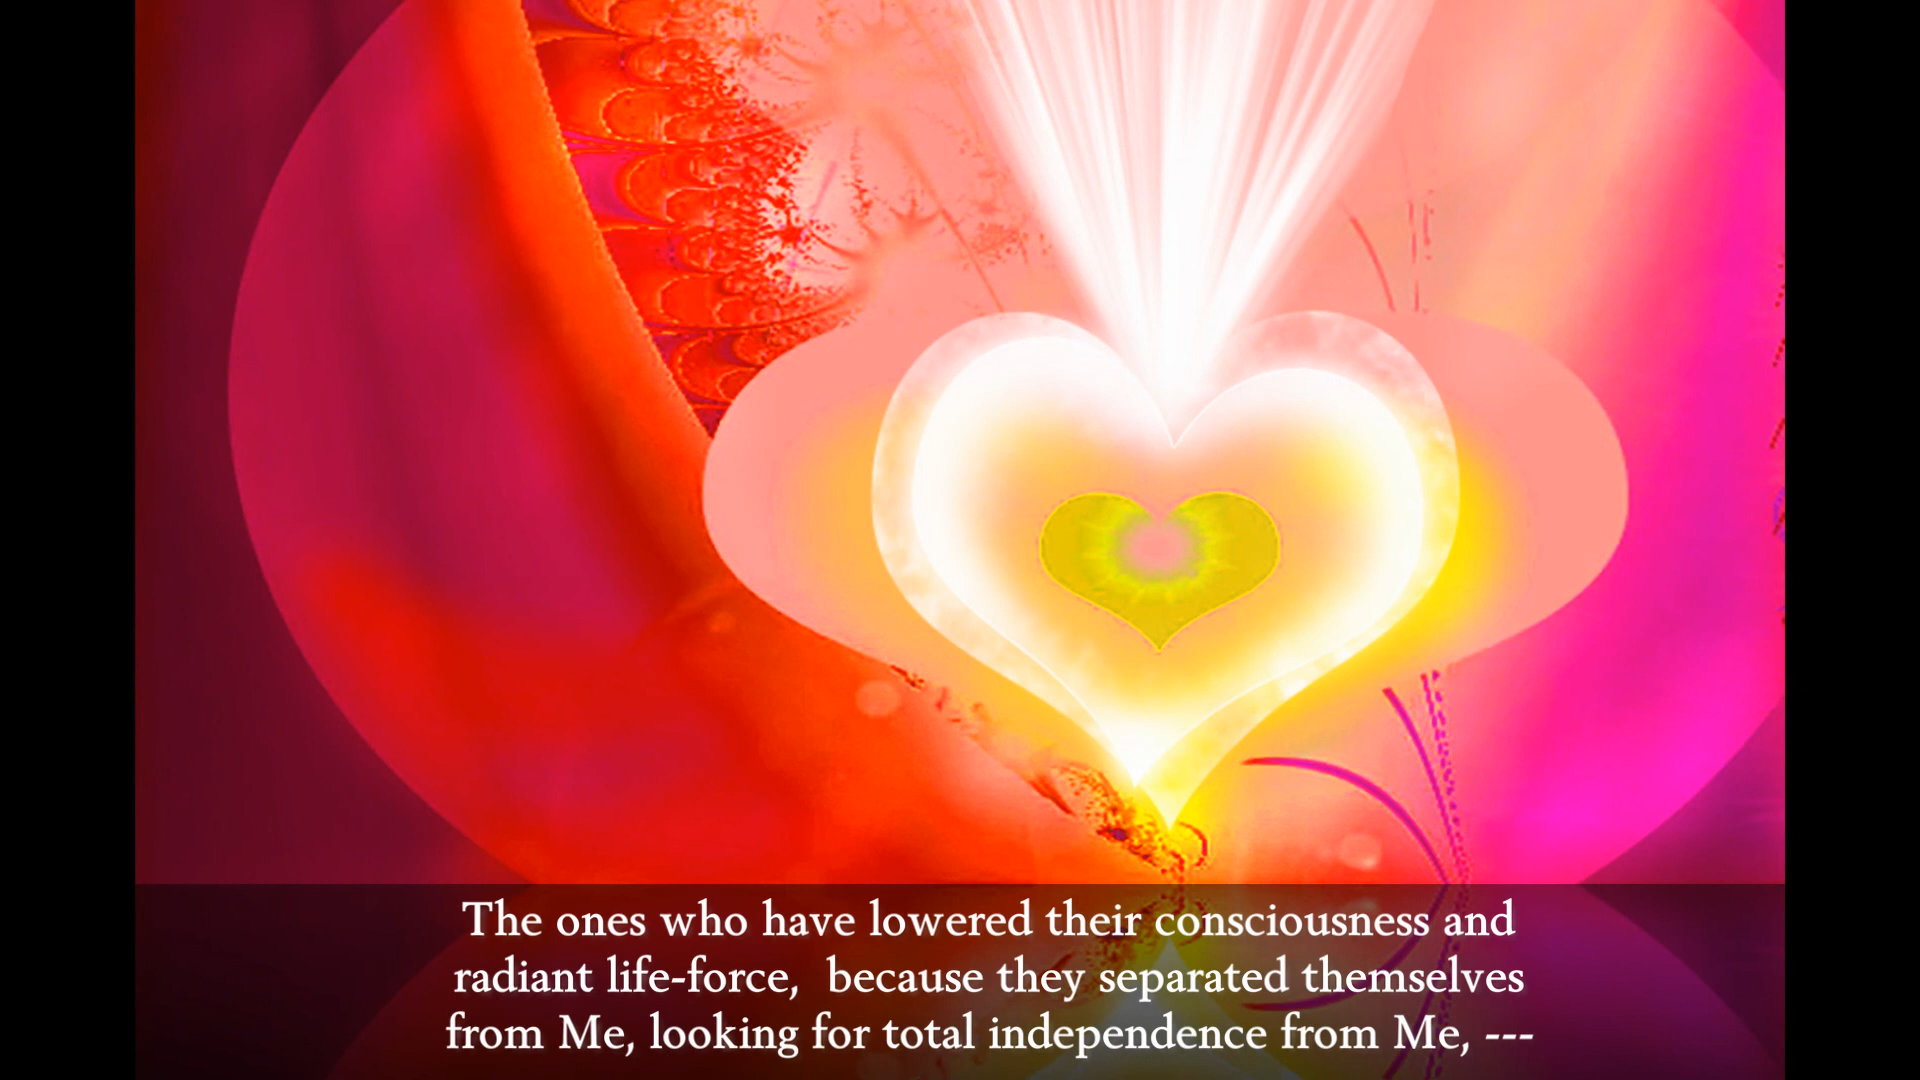 The ones who have lowered their consciousness and
radiant life-force,  because they separated themselves
from Me, looking for total independence from Me, ---